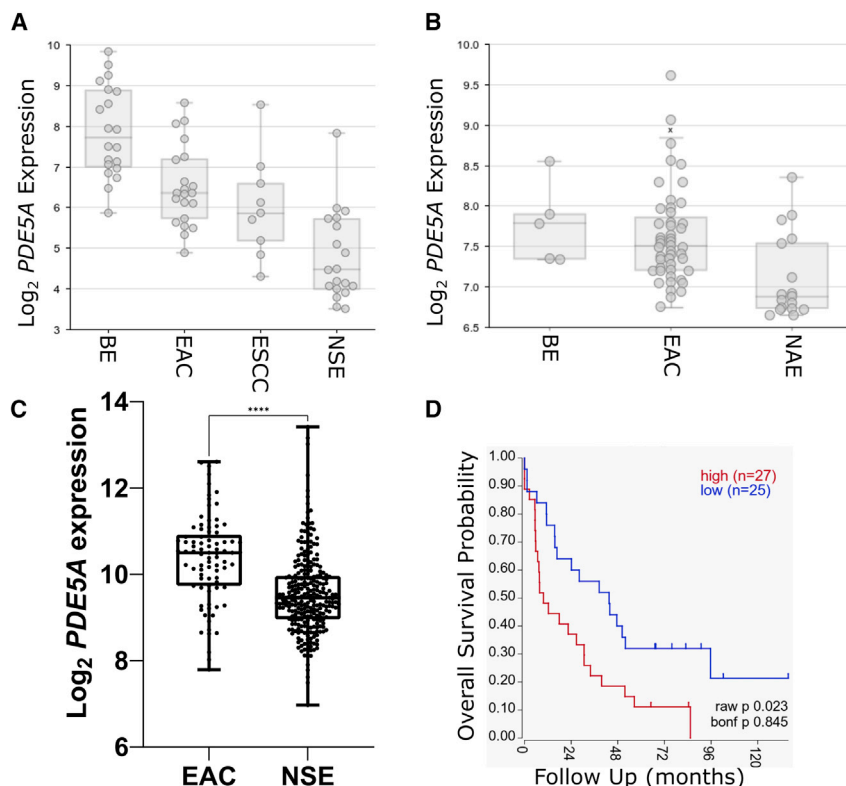 A
Log2 PDE5A Expression
10
9
8
7
6
5
4
3
BE
EAC
ESCC
NSE
B
Log2 PDE5A Expression
10.0
9.5
9.0
8.5
8.0
7.5
7.0
6.5
x
BE
EAC
NAE
C
Log2 PDE5A expression
14
12
10
8
6
****
EAC
NSE
D
Overall Survival Probability
1.00
0.90
0.80
0.70
0.60
0.50
0.40
0.30
0.20
0.10
0.00
high (n=27)
low (n=25)
raw p 0.023
bonf p 0.845
0
24
48
72
96
120
Follow Up (months)